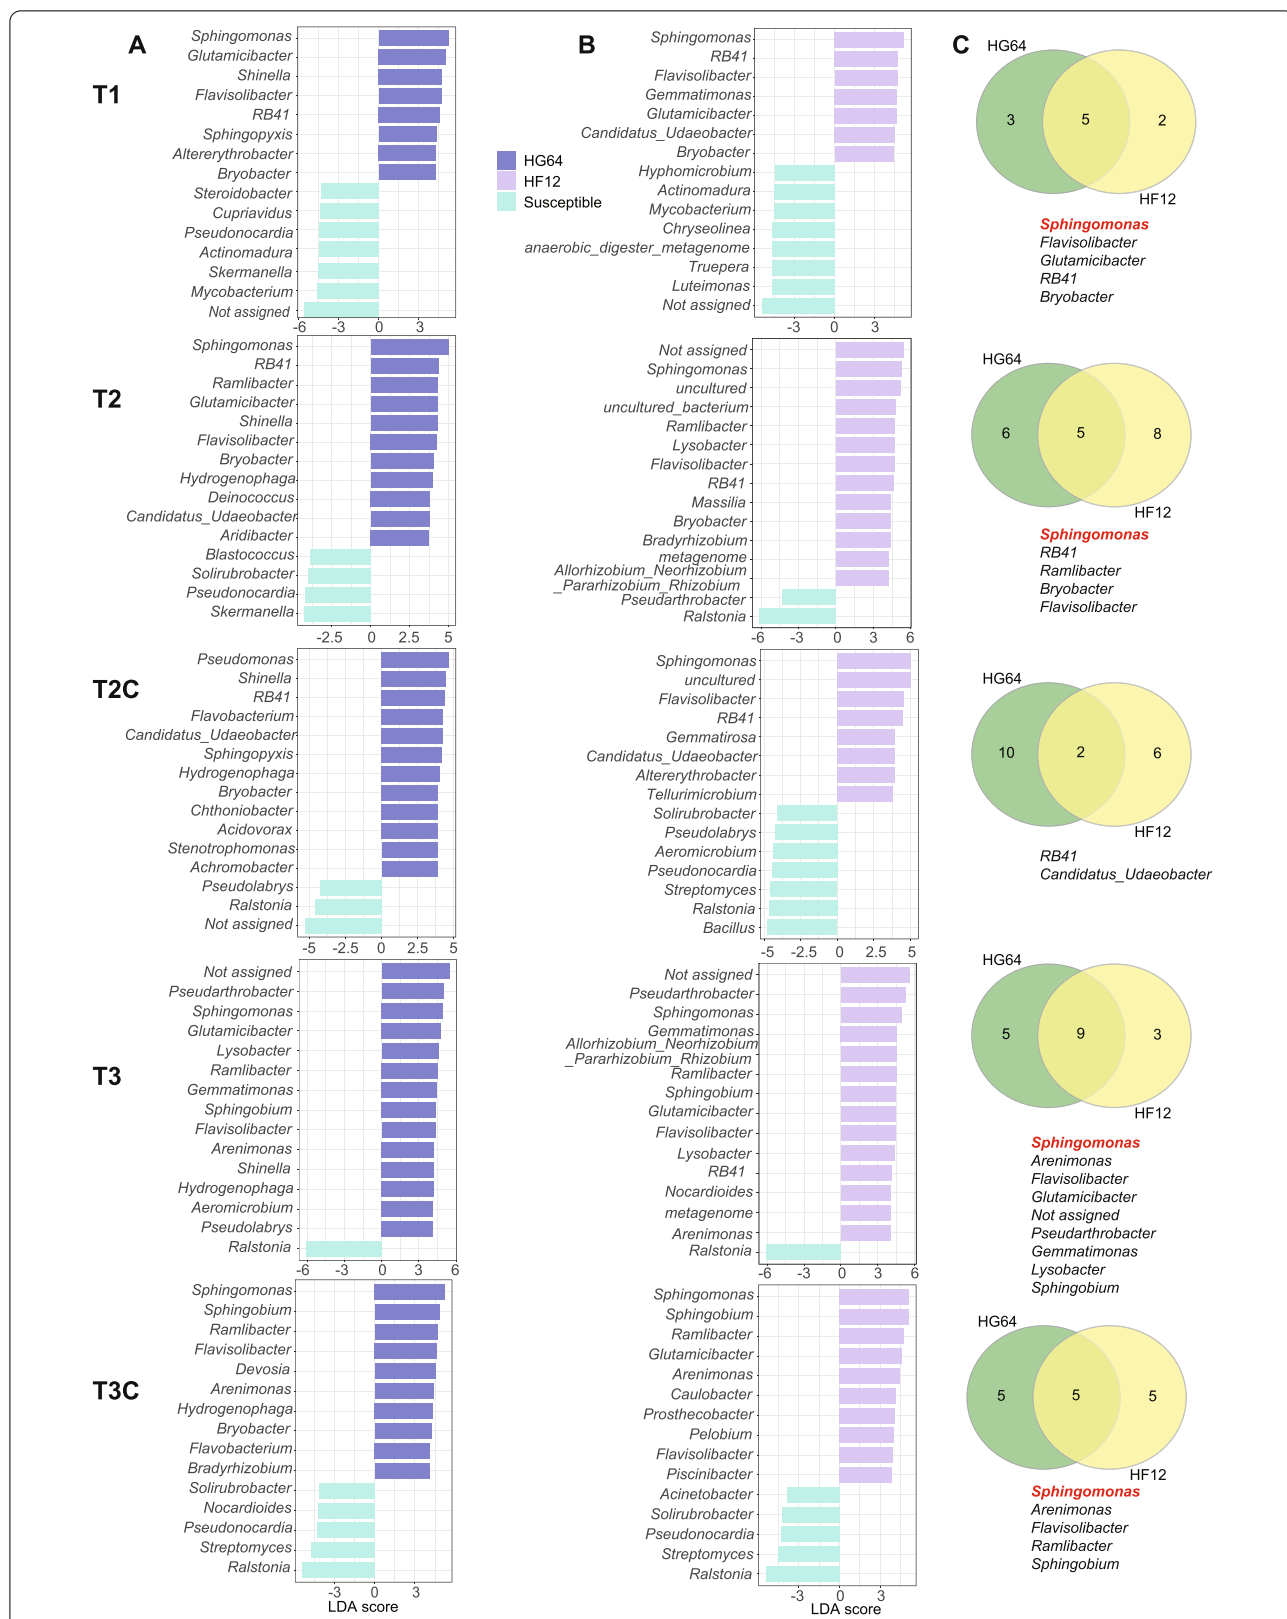 A
B
C
T1
Sphingomonas
Glutamicibacter
Shinella
Flavisolibacter
RB41
Sphingopyxis
Altererythrobacter
Bryobacter
Steroidobacter
Cupriavidus
Pseudonocardia
Actinomadura
Skermanella
Mycobacterium
Not assigned
-6 -3 0 3
HG64
HF12
Susceptible
Sphingomonas
RB41
Flavisolibacter
Gemmatimonas
Glutamicibacter
Candidatus_Udaeobacter
Bryobacter
Hyphomicrobium
Actinomadura
Mycobacterium
Chryseolinea
anaerobic_digester_metagenome
Truepera
Luteimonas
Not assigned
-3 0 3
HG64
3 5 2
HF12
Sphingomonas
Flavisolibacter
Glutamicibacter
RB41
Bryobacter
T2
Sphingomonas
RB41
Ramlibacter
Glutamicibacter
Shinella
Flavisolibacter
Bryobacter
Hydrogenophaga
Deinococcus
Candidatus_Udaeobacter
Aridibacter
Blastococcus
Solirubrobacter
Pseudonocardia
Skermanella
-2.5 0 2.5 5
Not assigned
Sphingomonas
uncultured
uncultured_bacterium
Ramlibacter
Lysobacter
Flavisolibacter
RB41
Massilia
Bryobacter
Bradyrhizobium
metagenome
Allorhizobium_Neorhizobium
_Pararhizobium_Rhizobium
Pseudarthrobacter
Ralstonia
-6 -3 0 3 6
HG64
6 5 8
HF12
Sphingomonas
RB41
Ramlibacter
Bryobacter
Flavisolibacter
T2C
Pseudomonas
Shinella
RB41
Flavobacterium
Candidatus_Udaeobacter
Sphingopyxis
Hydrogenophaga
Bryobacter
Chthoniobacter
Acidovorax
Stenotrophomonas
Achromobacter
Pseudolabrys
Ralstonia
Not assigned
-5 -2.5 0 2.5 5
Sphingomonas
uncultured
Flavisolibacter
RB41
Gemmatirosa
Candidatus_Udaeobacter
Altererythrobacter
Tellurimicrobium
Solirubrobacter
Pseudolabrys
Aeromicrobium
Pseudonocardia
Streptomyces
Ralstonia
Bacillus
-5 -2.5 0 2.5 5
HG64
10 2 6
HF12
RB41
Candidatus_Udaeobacter
T3
Not assigned
Pseudarthrobacter
Sphingomonas
Glutamicibacter
Lysobacter
Ramlibacter
Gemmatimonas
Sphingobium
Flavisolibacter
Arenimonas
Shinella
Hydrogenophaga
Aeromicrobium
Pseudolabrys
Ralstonia
-6 -3 0 3 6
Not assigned
Pseudarthrobacter
Sphingomonas
Gemmatimonas
Allorhizobium_Neorhizobium
_Pararhizobium_Rhizobium
Ramlibacter
Sphingobium
Glutamicibacter
Flavisolibacter
Lysobacter
RB41
Nocardioides
metagenome
Arenimonas
Ralstonia
-6 -3 0 3 6
HG64
5 9 3
HF12
Sphingomonas
Arenimonas
Flavisolibacter
Glutamicibacter
Not assigned
Pseudarthrobacter
Gemmatimonas
Lysobacter
Sphingobium
T3C
Sphingomonas
Sphingobium
Ramlibacter
Flavisolibacter
Devosia
Arenimonas
Hydrogenophaga
Bryobacter
Flavobacterium
Bradyrhizobium
Solirubrobacter
Nocardioides
Pseudonocardia
Streptomyces
Ralstonia
-3 0 3
LDA score
Sphingomonas
Sphingobium
Ramlibacter
Glutamicibacter
Arenimonas
Caulobacter
Prosthecobacter
Pelobium
Flavisolibacter
Piscinibacter
Acinetobacter
Solirubrobacter
Pseudonocardia
Streptomyces
Ralstonia
-3 0 3
LDA score
HG64
5 5 5
HF12
Sphingomonas
Arenimonas
Flavisolibacter
Ramlibacter
Sphingobium